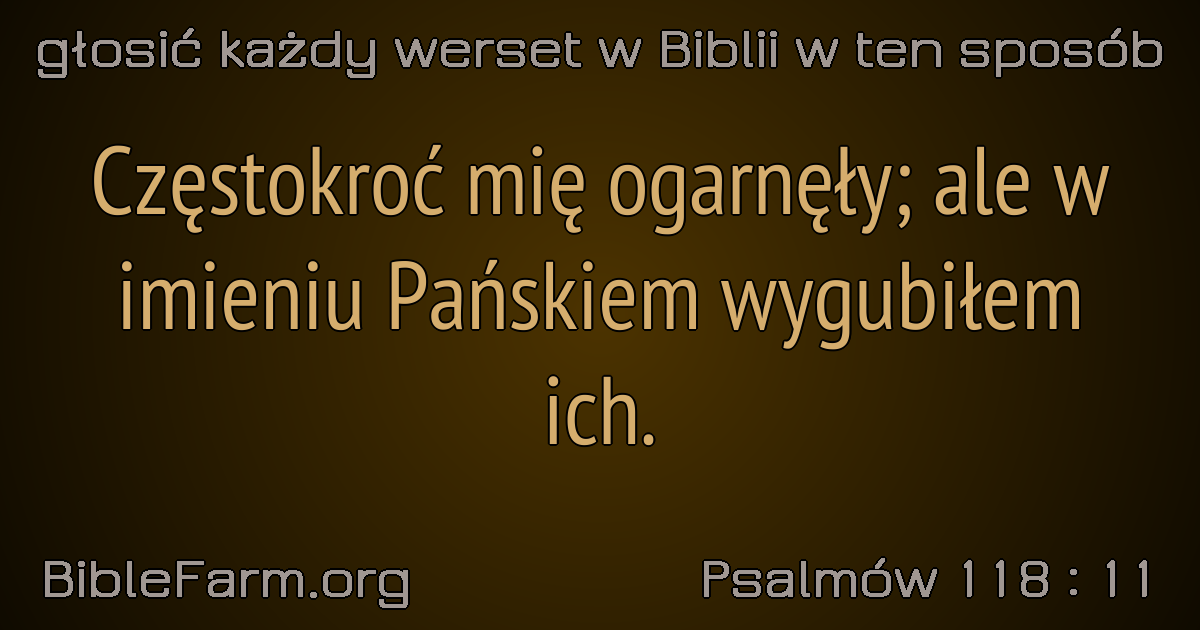 głosić każdy werset w Biblii w ten sposób
Częstokroć mię ogarnęły; ale w
imieniu Pańskiem wygubiłem
ich.
BibleFarm.org
Psalmów 118 : 11